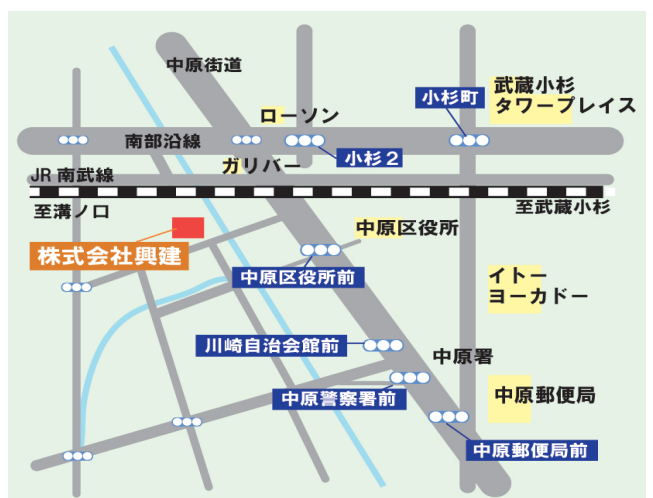 中原街道
ローソン
武蔵小杉
タワープレイス
小杉町
南部沿線
小杉2
ガリバー
JR 南武線
至溝ノ口
至武蔵小杉
中原区役所
株式会社興建
中原区役所前
イトー
ヨーカドー
川崎自治会館前
中原署
中原警察署前
中原郵便局
中原郵便局前